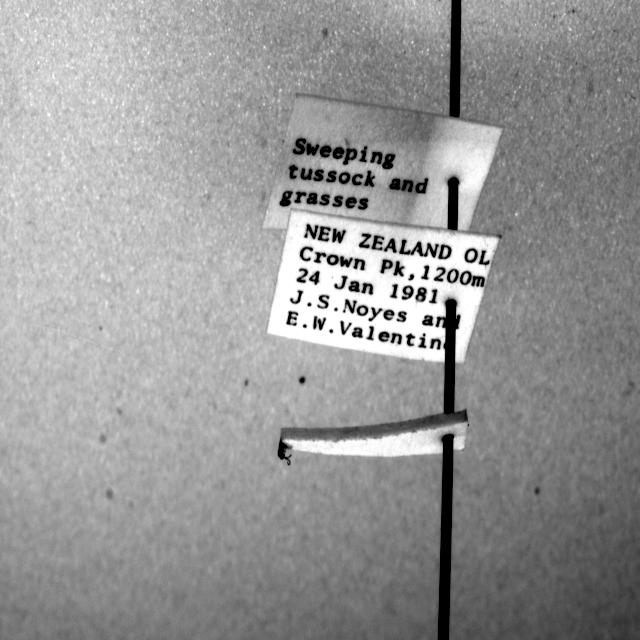 Sweeping
tussock and
grasses
NEW ZEALAND OL
Crown Pk, 1200m
24 Jan 1981
J.S.Noyes and
E.W.Valentine